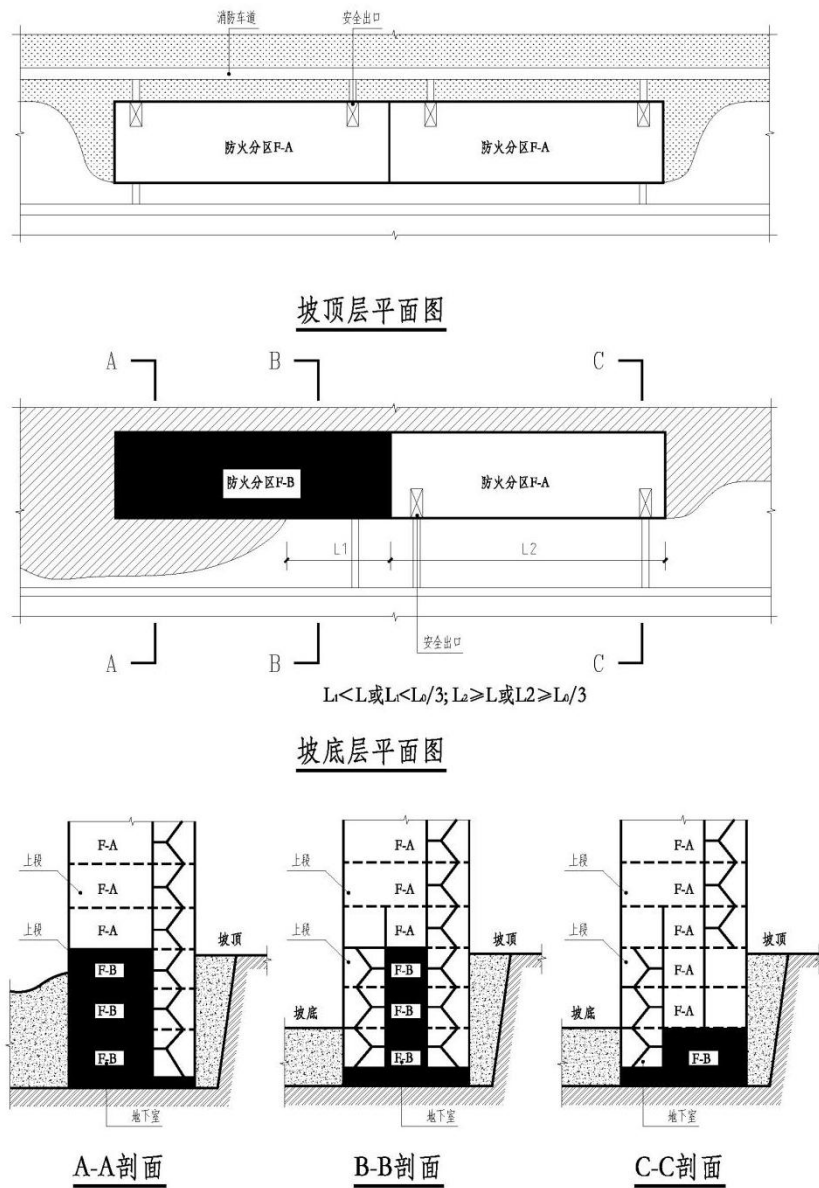 消防车道
安全出口
防火分区F-A
防火分区F-A
坡顶层平面图
A
B
C
防火分区F-B
防火分区F-A
L1
L2
A
B
C
安全出口
L₁<L或L₁<L₀/3; L₂≥L或L2≥L₀/3
坡底层平面图
F-A
上段
F-A
上段
F-A
坡顶
F-B
F-B
F-B
地下室
A-A剖面
F-A
上段
F-A
上段
F-A
坡顶
F-B
坡底
F-B
F-B
地下室
B-B剖面
F-A
上段
F-A
上段
F-A
坡顶
F-A
坡底
F-A
F-B
地下室
C-C剖面